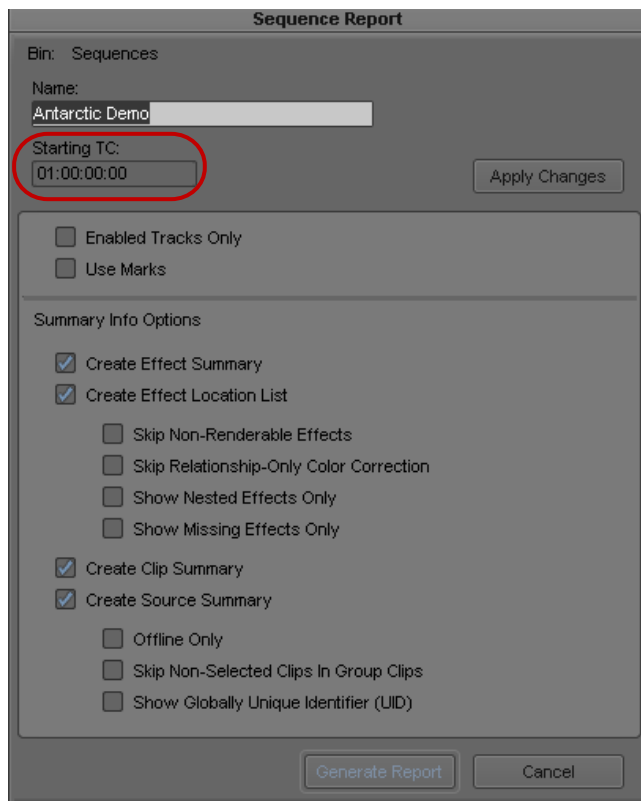 Sequence Report
Bin: Sequences
Name:
Antarctic Demo
Starting TC:
01:00:00:00
Apply Changes
Enabled Tracks Only
Use Marks
Summary Info Options
Create Effect Summary
Create Effect Location List
Skip Non-Renderable Effects
Skip Relationship-Only Color Correction
Show Nested Effects Only
Show Missing Effects Only
Create Clip Summary
Create Source Summary
Offline Only
Skip Non-Selected Clips In Group Clips
Show Globally Unique Identifier (UID)
Generate Report
Cancel